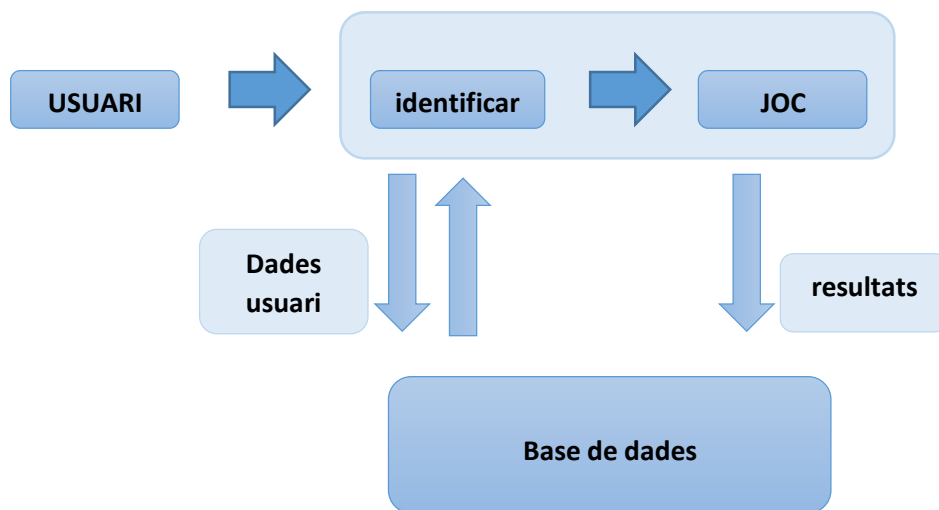 USUARI
identificar
JOC
Dades
usuari
resultats
Base de dades